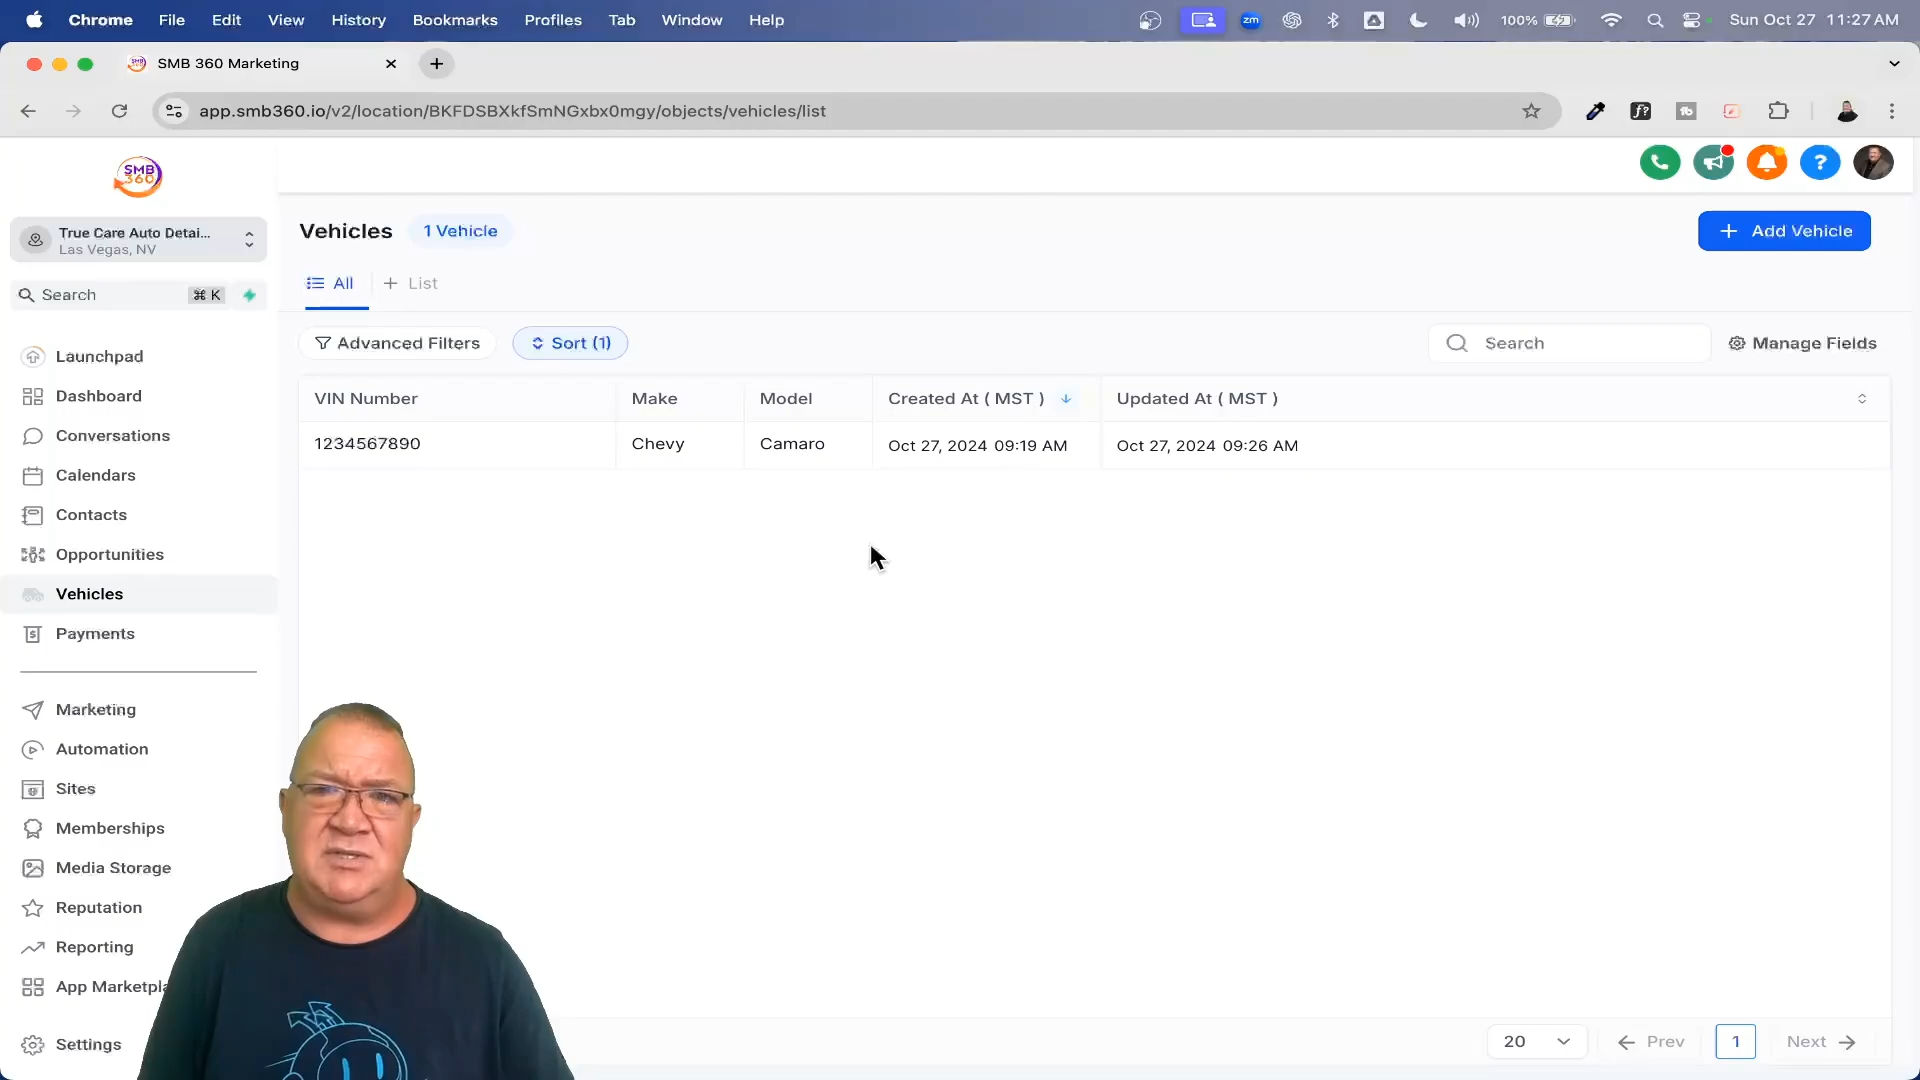 Chrome File Edit View History Bookmarks Profiles Tab Window Help zm 100% Sun Oct 27 11:27 AM
SMB 360 Marketing
app.smb360.io/v2/location/BKFDSBXkfSmNGxbx0mgy/objects/vehicles/list f? tb
SMB
360
True Care Auto Detai...
Las Vegas, NV
Search ⌘ K
Launchpad
Dashboard
Conversations
Calendars
Contacts
Opportunities
Vehicles
Payments
Marketing
Automation
Sites
Memberships
Media Storage
Reputation
Reporting
App Marketpla
Settings
?
Vehicles 1 Vehicle + Add Vehicle
All + List
Advanced Filters Sort (1) Search Manage Fields
VIN Number Make Model Created At ( MST ) Updated At ( MST )
1234567890 Chevy Camaro Oct 27, 2024 09:19 AM Oct 27, 2024 09:26 AM
20 Prev 1 Next